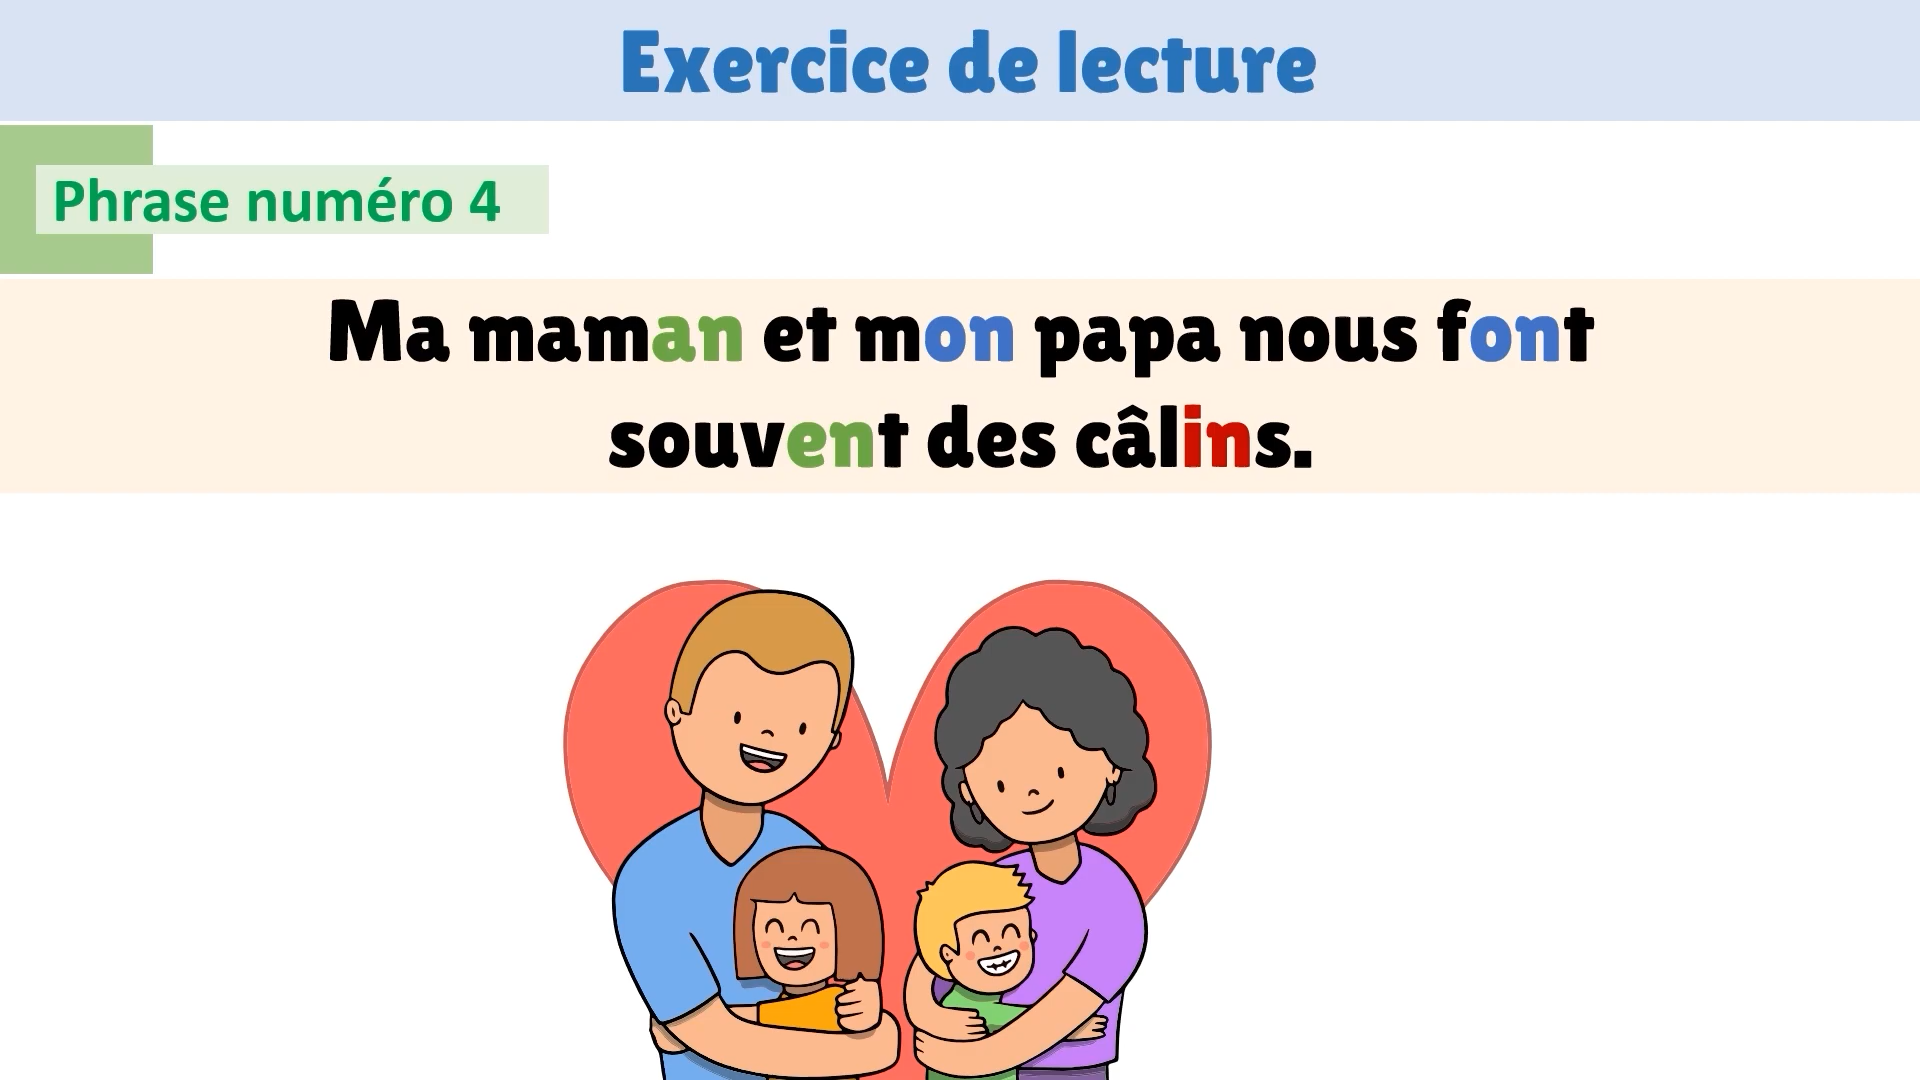 Exercice de lecture
Phrase numéro 4
Ma maman et mon papa nous font
souvent des câlins.